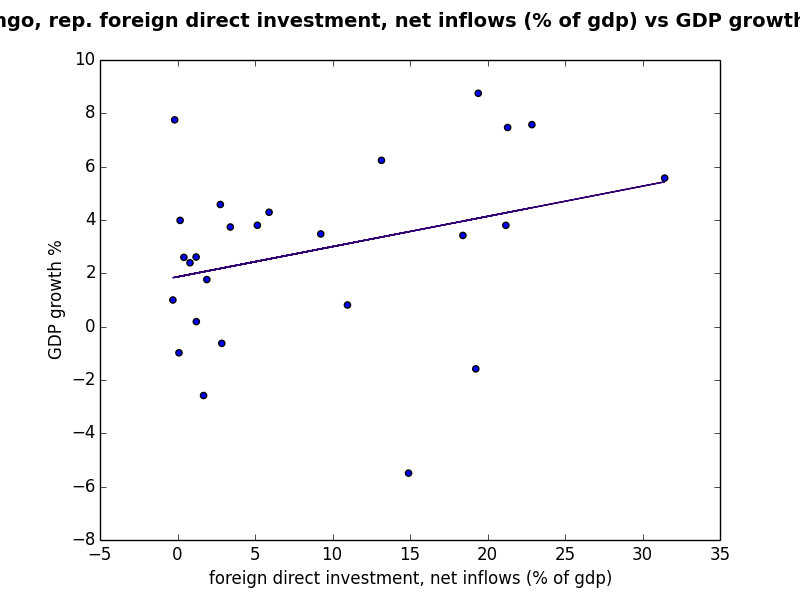 ngo, rep. foreign direct investment, net inflows (% of gdp) vs GDP growth
10
8
6
4
2
0
−2
−4
−6
−8
GDP growth %
−5 0 5 10 15 20 25 30 35
foreign direct investment, net inflows (% of gdp)